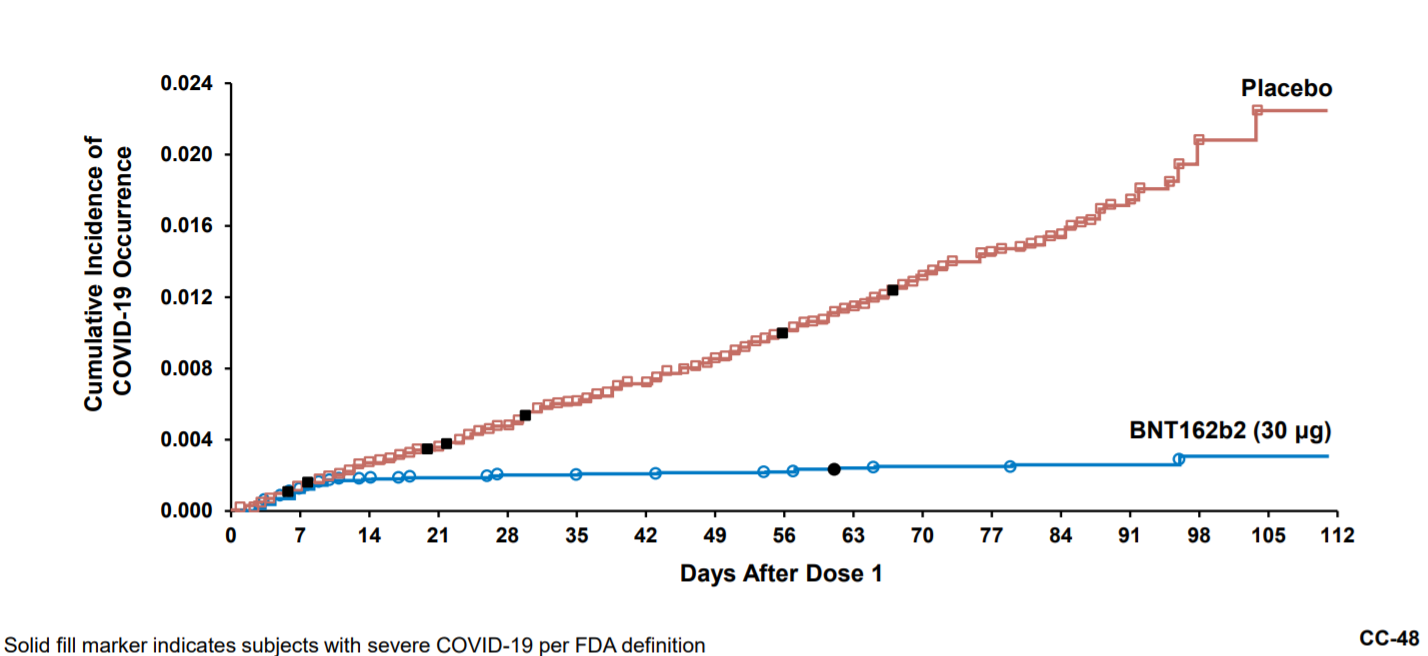 0.024
Placebo
0.020
0.016
0.012
0.008
0.004
0.000
Cumulative Incidence of
COVID-19 Occurrence
BNT162b2 (30 µg)
0 7 14 21 28 35 42 49 56 63 70 77 84 91 98 105 112
Days After Dose 1
Solid fill marker indicates subjects with severe COVID-19 per FDA definition
CC-48